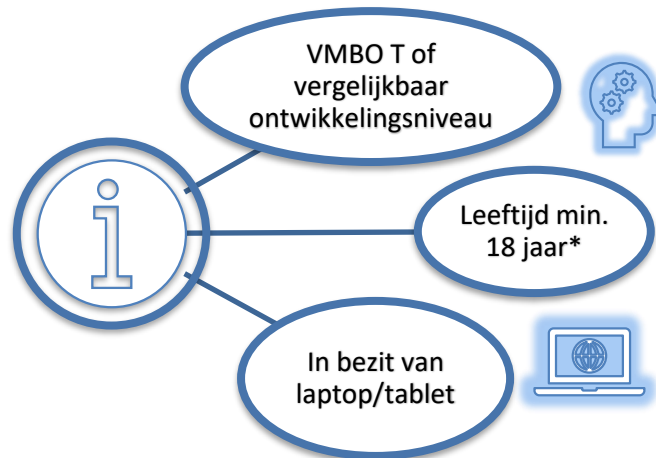 VMBO T of
vergelijkbaar
ontwikkelingsniveau
Leeftijd min.
18 jaar*
In bezit van
laptop/tablet